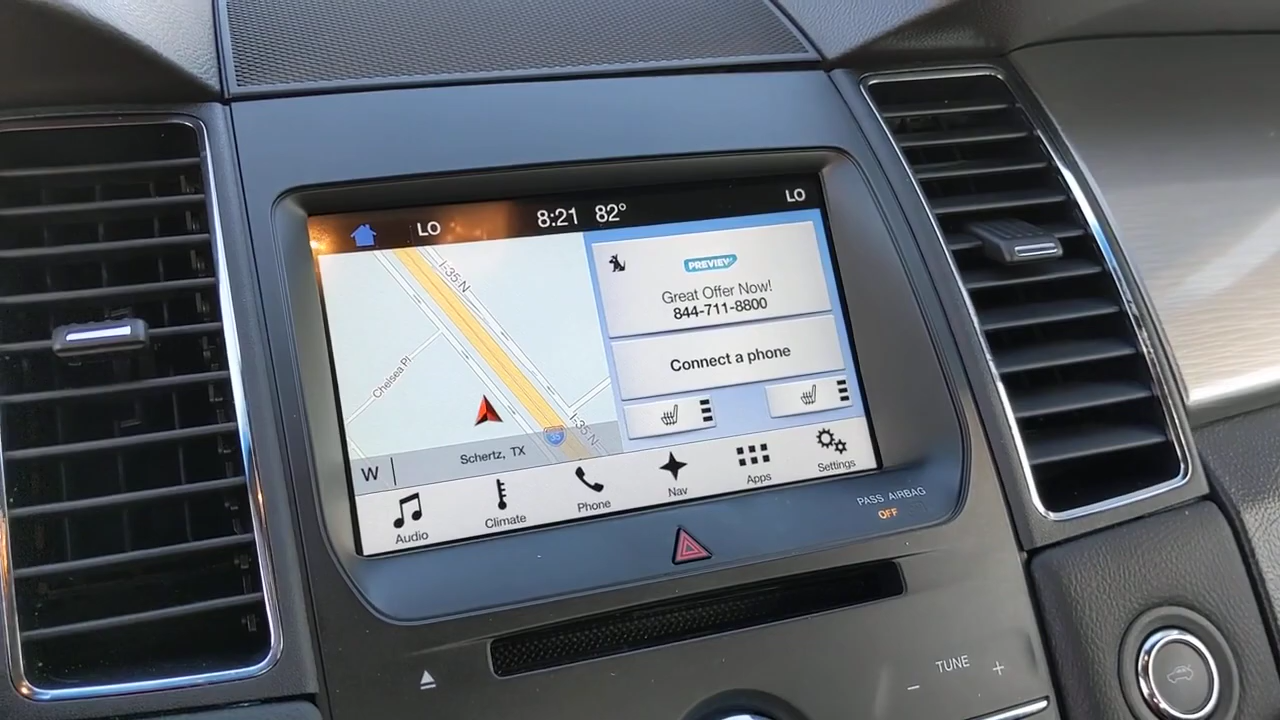 LO
8:21 82°
LO
I-35 N
Chelsea Pl
I-35 N
35
Schertz, TX
W
PREVIEW
Great Offer Now!
844-711-8800
Connect a phone
Audio
Climate
Phone
Nav
Apps
Settings
PASS AIRBAG
OFF
TUNE
− +